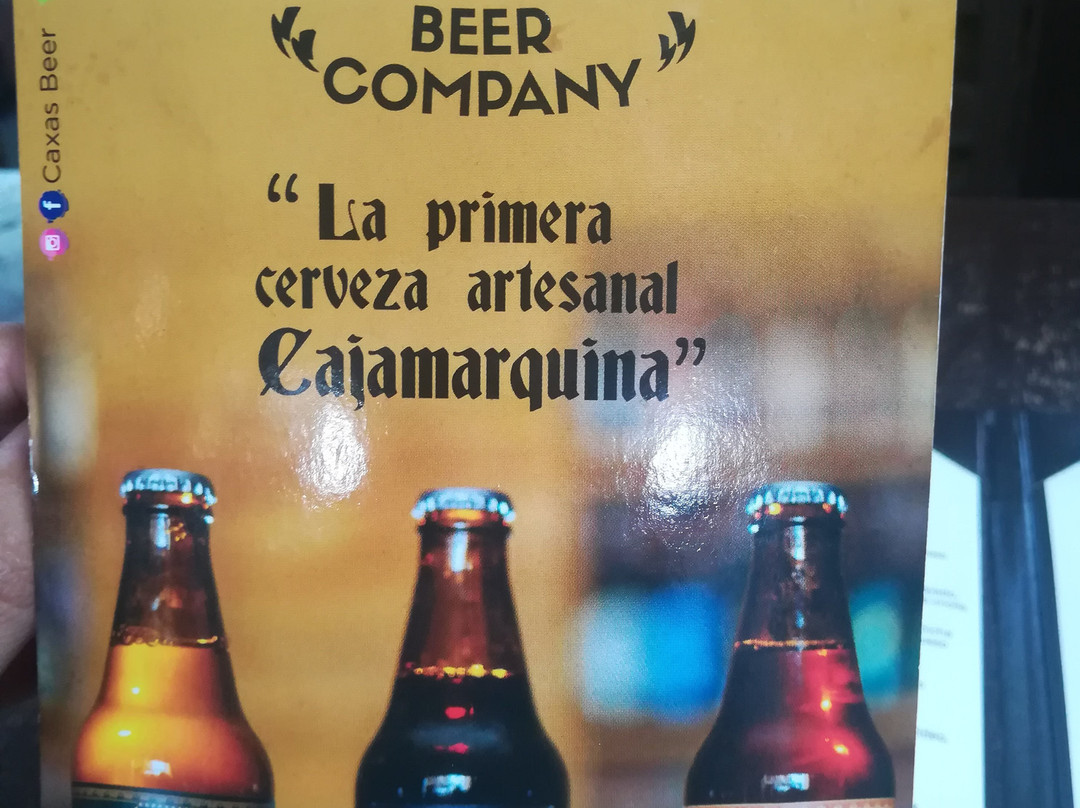 BEER
COMPANY
Caxas Beer
“La primera
cerveza artesanal
Cajamarquina”